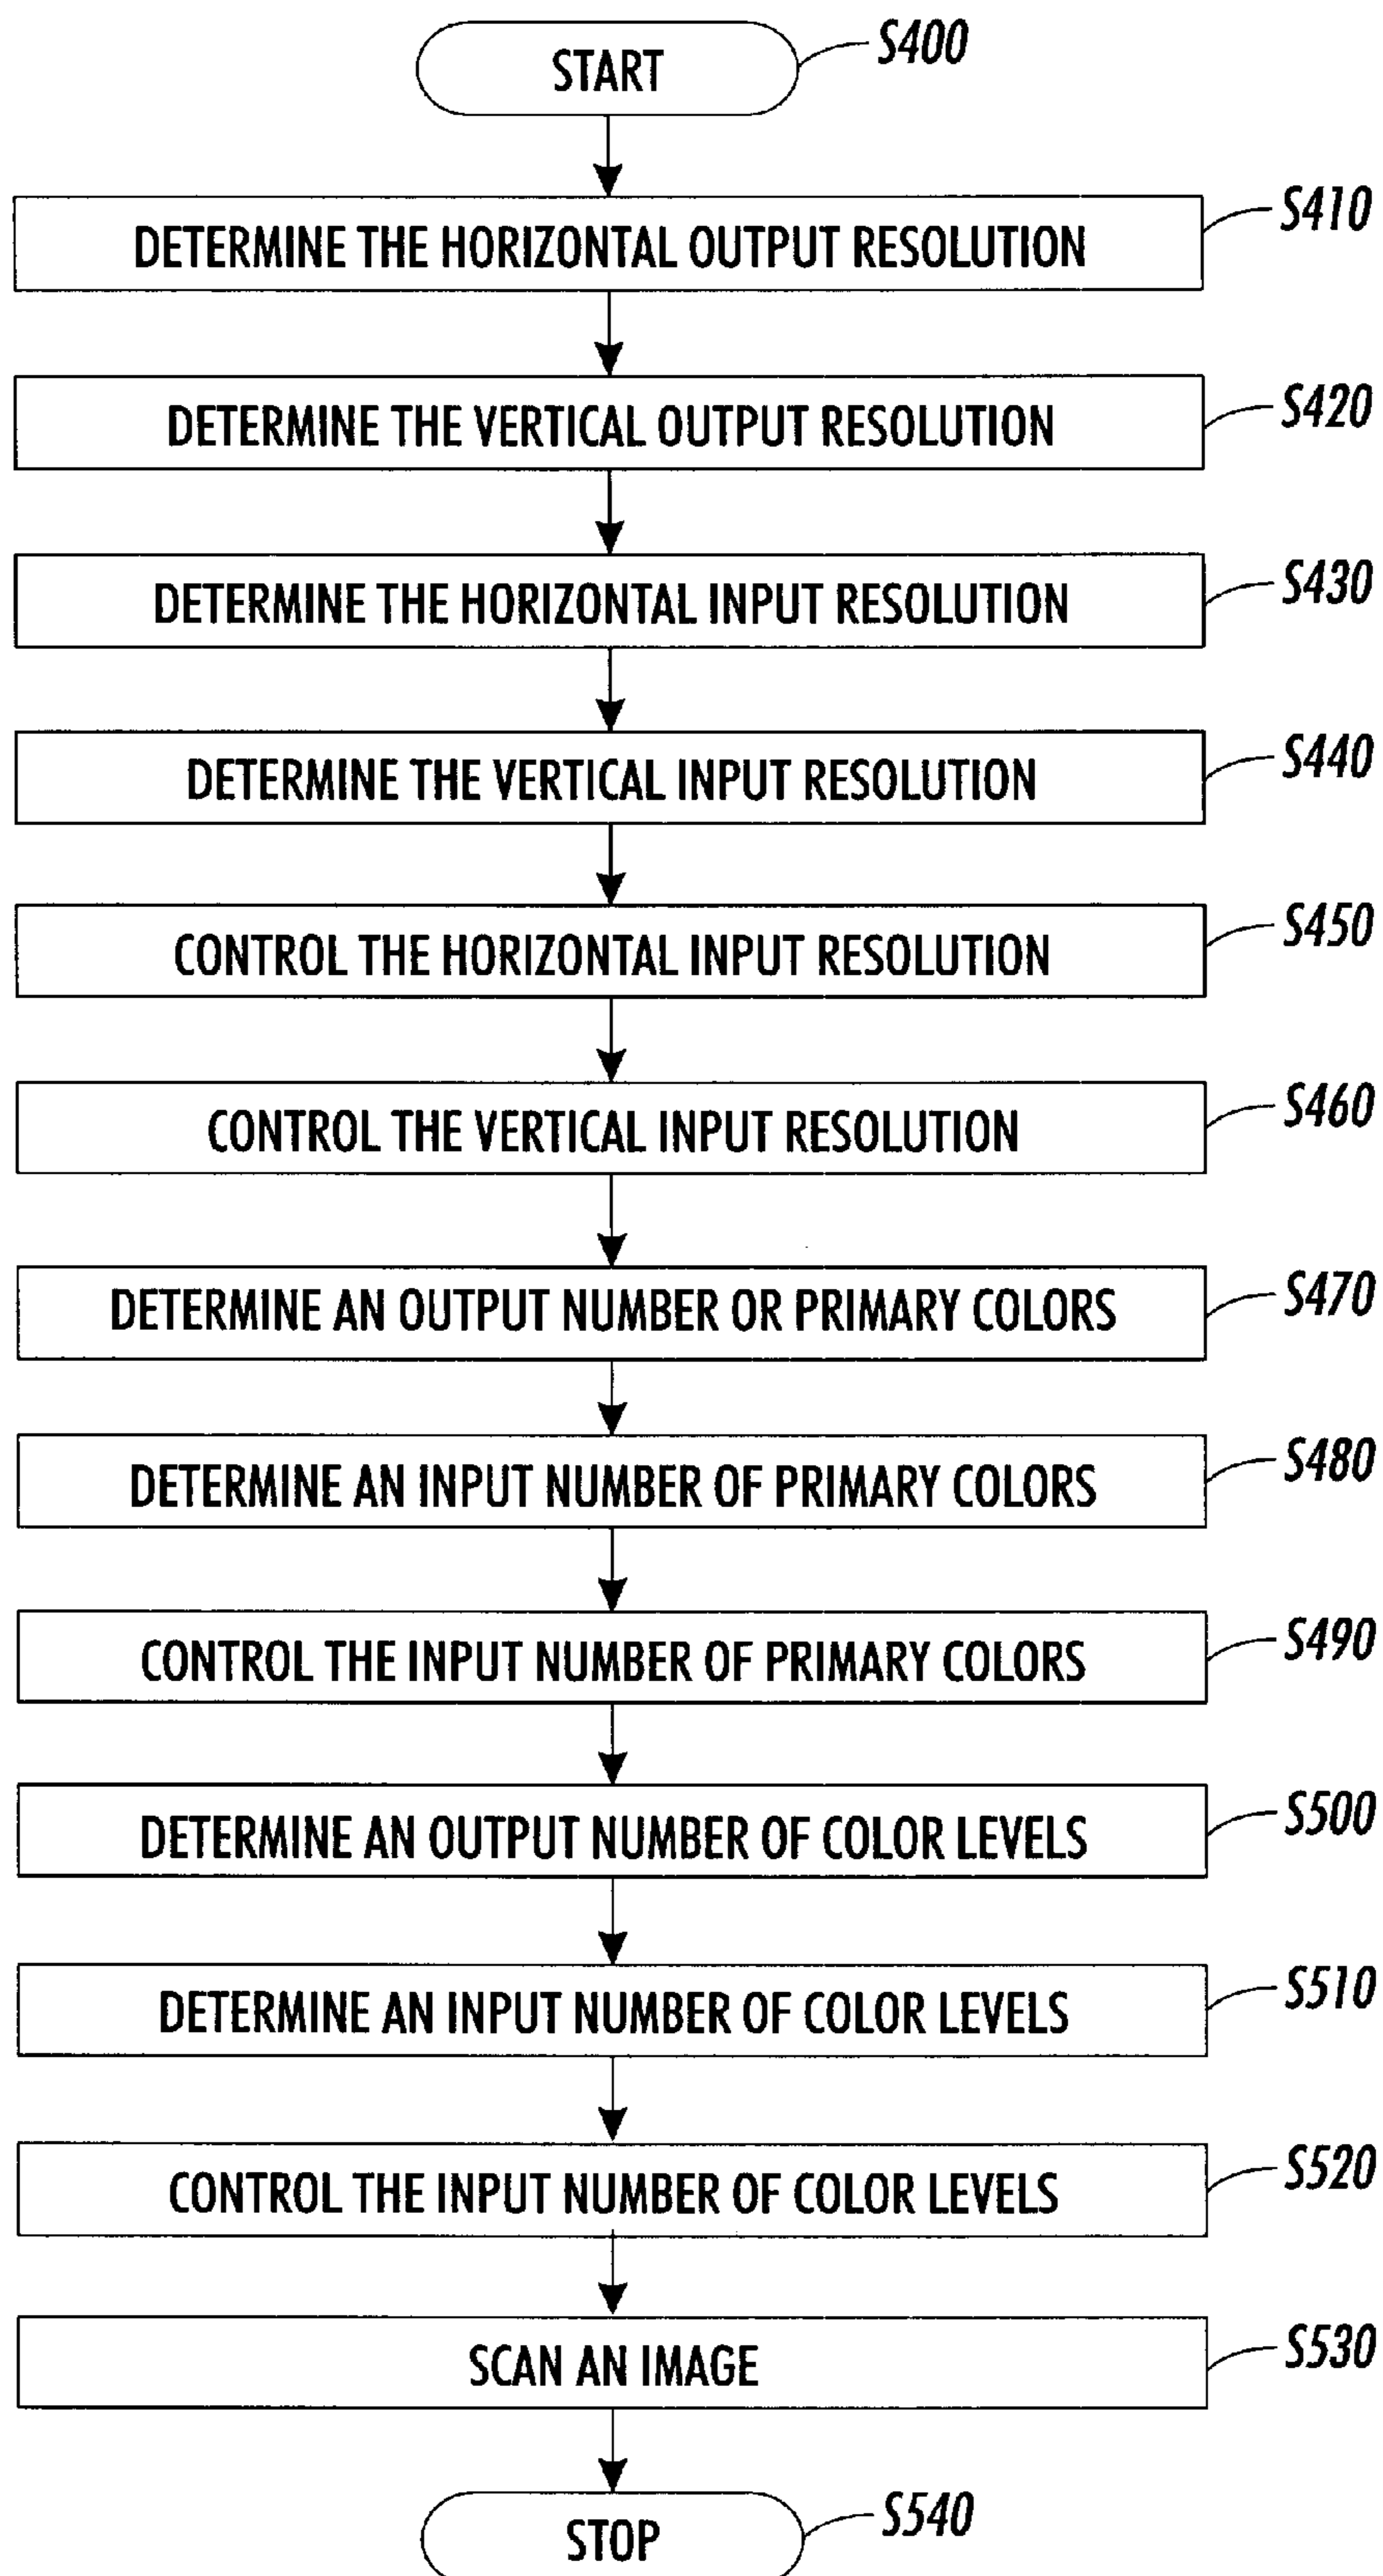 START S400
DETERMINE THE HORIZONTAL OUTPUT RESOLUTION S410
DETERMINE THE VERTICAL OUTPUT RESOLUTION S420
DETERMINE THE HORIZONTAL INPUT RESOLUTION S430
DETERMINE THE VERTICAL INPUT RESOLUTION S440
CONTROL THE HORIZONTAL INPUT RESOLUTION S450
CONTROL THE VERTICAL INPUT RESOLUTION S460
DETERMINE AN OUTPUT NUMBER OR PRIMARY COLORS S470
DETERMINE AN INPUT NUMBER OF PRIMARY COLORS S480
CONTROL THE INPUT NUMBER OF PRIMARY COLORS S490
DETERMINE AN OUTPUT NUMBER OF COLOR LEVELS S500
DETERMINE AN INPUT NUMBER OF COLOR LEVELS S510
CONTROL THE INPUT NUMBER OF COLOR LEVELS S520
SCAN AN IMAGE S530
STOP S540